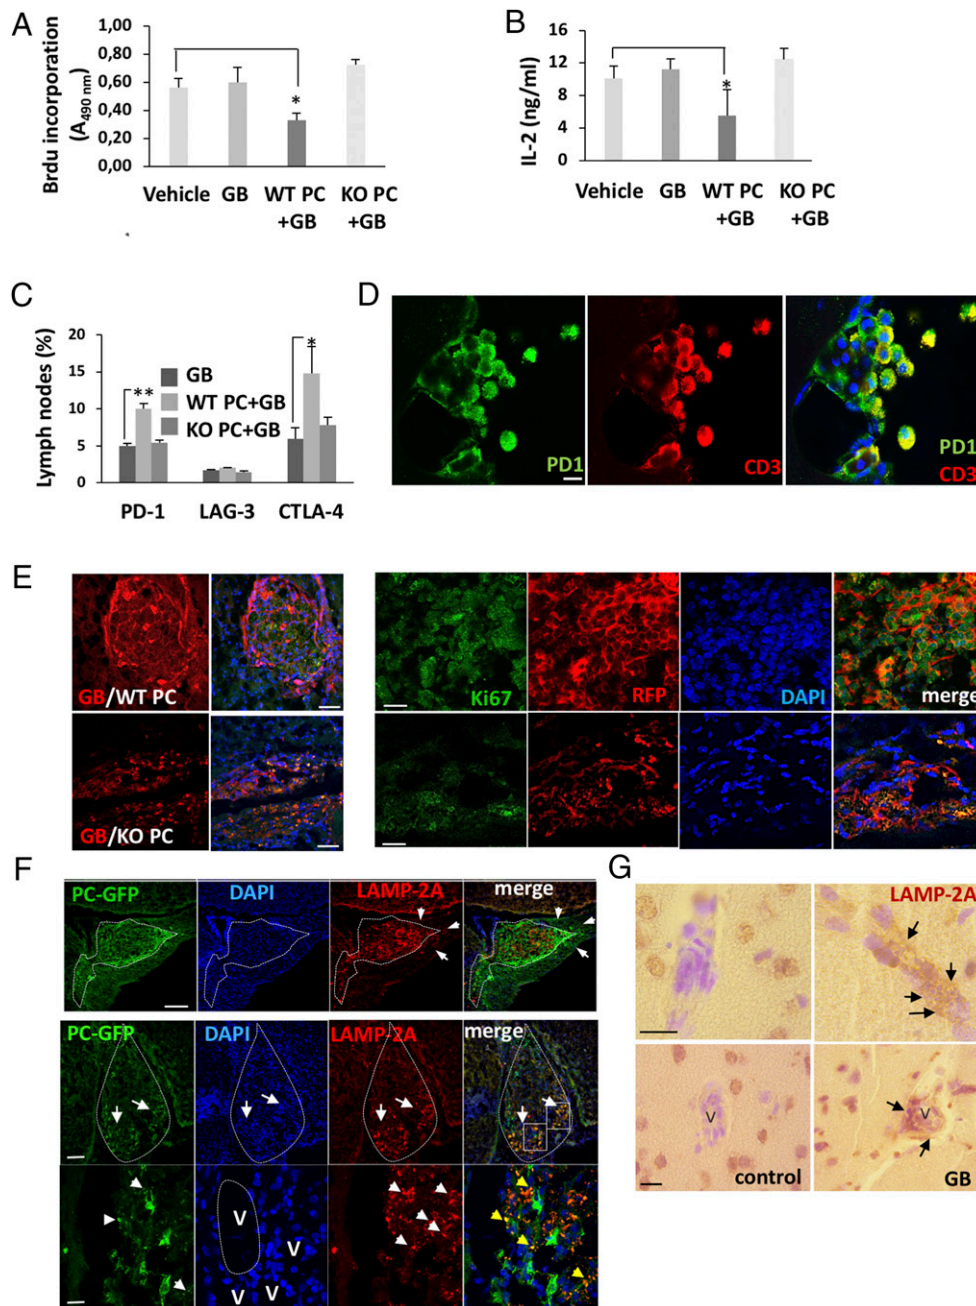 A
Brdu incorporation
(A490 nm)
1,00
0,80
0,60
0,40
0,20
0,00
*
Vehicle GB WT PC +GB KO PC +GB
B
IL-2 (ng/ml)
16
12
8
4
0
*
Vehicle GB WT PC +GB KO PC +GB
C
Lymph nodes (%)
20
15
10
5
0
**
*
GB
WT PC+GB
KO PC+GB
PD-1 LAG-3 CTLA-4
D
PD1
CD3
PD1
CD3
E
GB/WT PC
GB/KO PC
Ki67 RFP DAPI merge
F
PC-GFP DAPI LAMP-2A merge
PC-GFP DAPI LAMP-2A merge
V
V
V V
G
LAMP-2A
V
control
V
GB